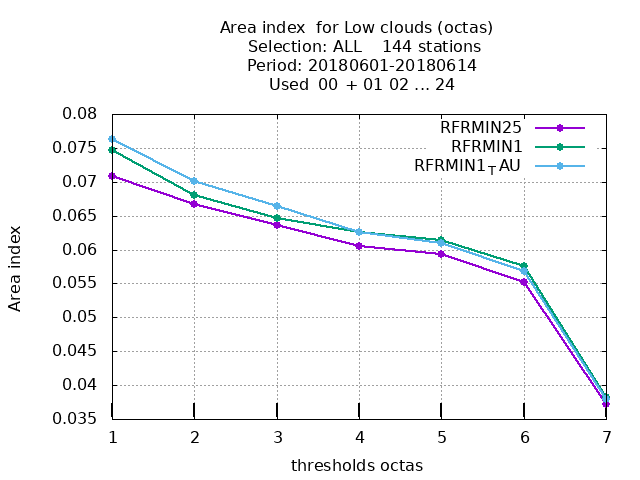 Area index  for Low clouds (octas)
Selection: ALL    144 stations
Period: 20180601-20180614
Used  00 + 01 02 ... 24
0.08
0.075
0.07
0.065
0.06
0.055
0.05
0.045
0.04
0.035
Area index
RFRMIN25
RFRMIN1
RFRMIN1TAU
1 2 3 4 5 6 7
thresholds octas